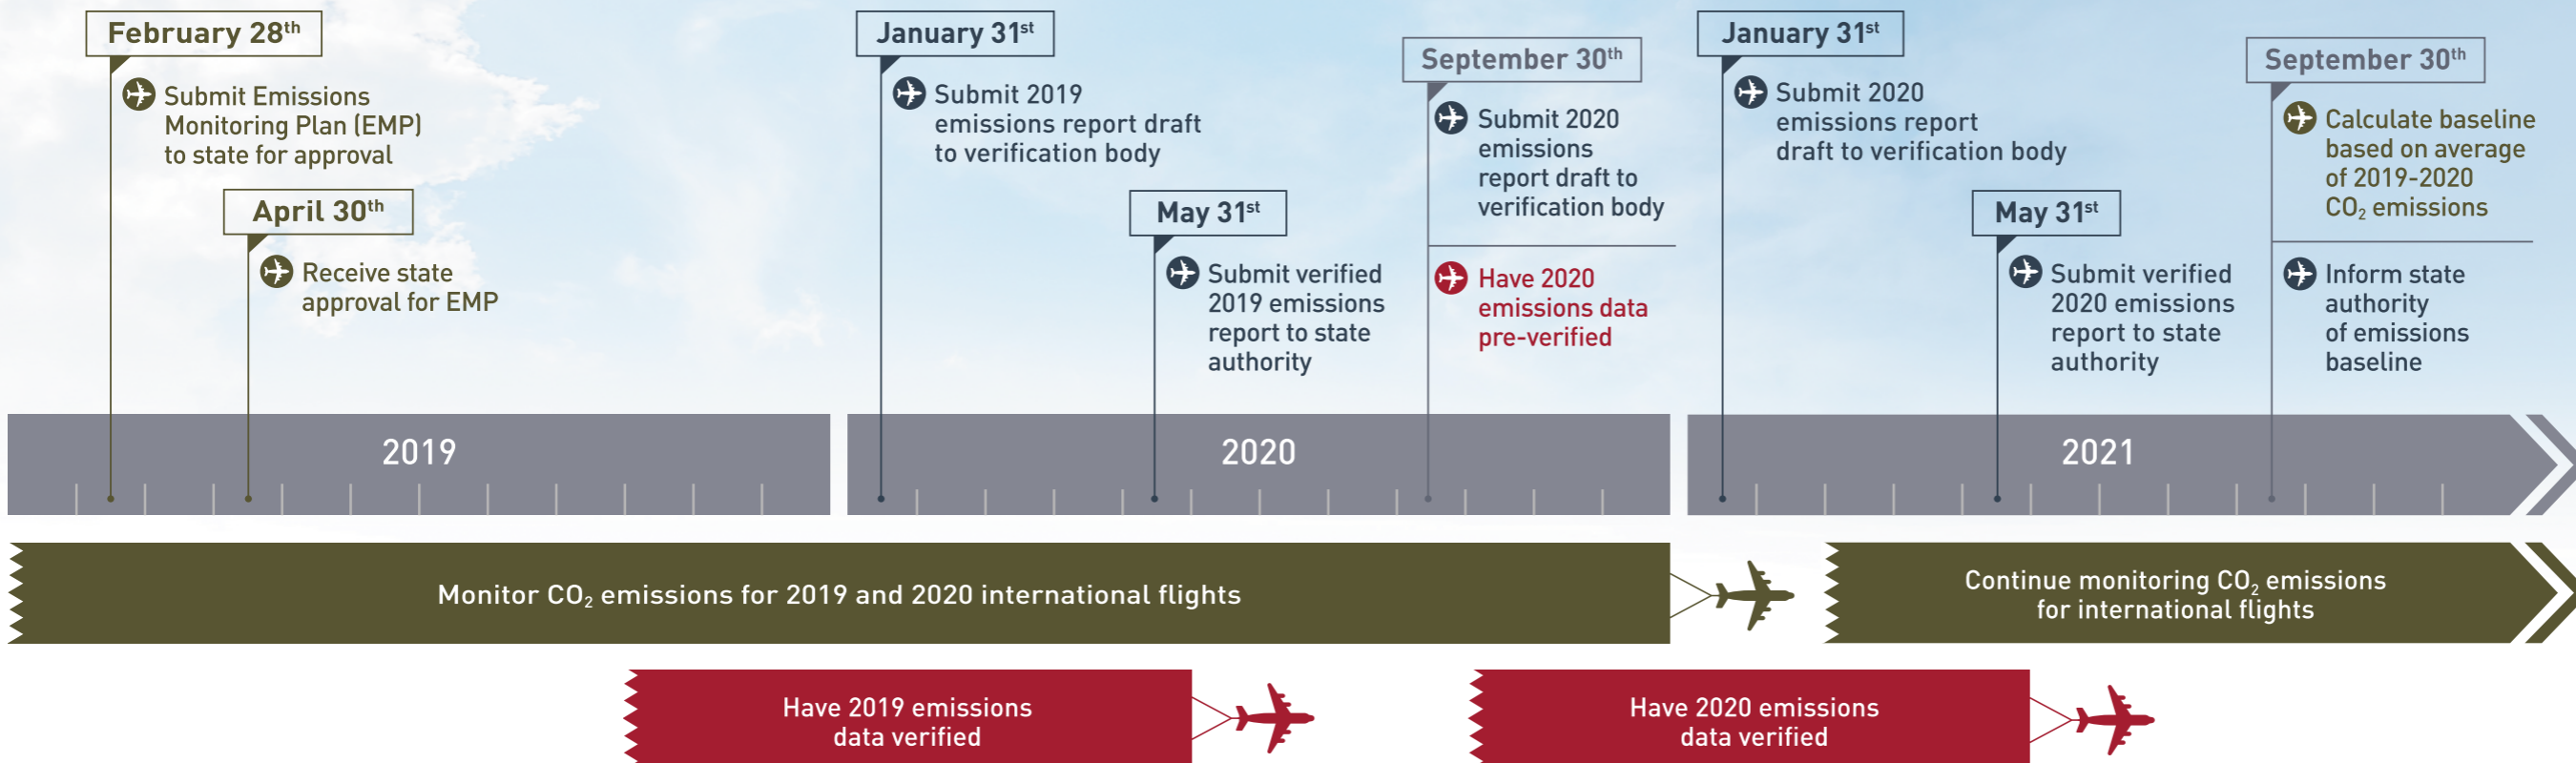 February 28th
Submit Emissions
Monitoring Plan (EMP)
to state for approval
April 30th
Receive state
approval for EMP
January 31st
Submit 2019
emissions report draft
to verification body
May 31st
Submit verified
2019 emissions
report to state
authority
September 30th
Submit 2020
emissions
report draft to
verification body
Have 2020
emissions data
pre-verified
January 31st
Submit 2020
emissions report
draft to verification body
May 31st
Submit verified
2020 emissions
report to state
authority
September 30th
Calculate baseline
based on average
of 2019-2020
CO₂ emissions
Inform state
authority
of emissions
baseline
2019
2020
2021
Monitor CO₂ emissions for 2019 and 2020 international flights
Continue monitoring CO₂ emissions
for international flights
Have 2019 emissions
data verified
Have 2020 emissions
data verified